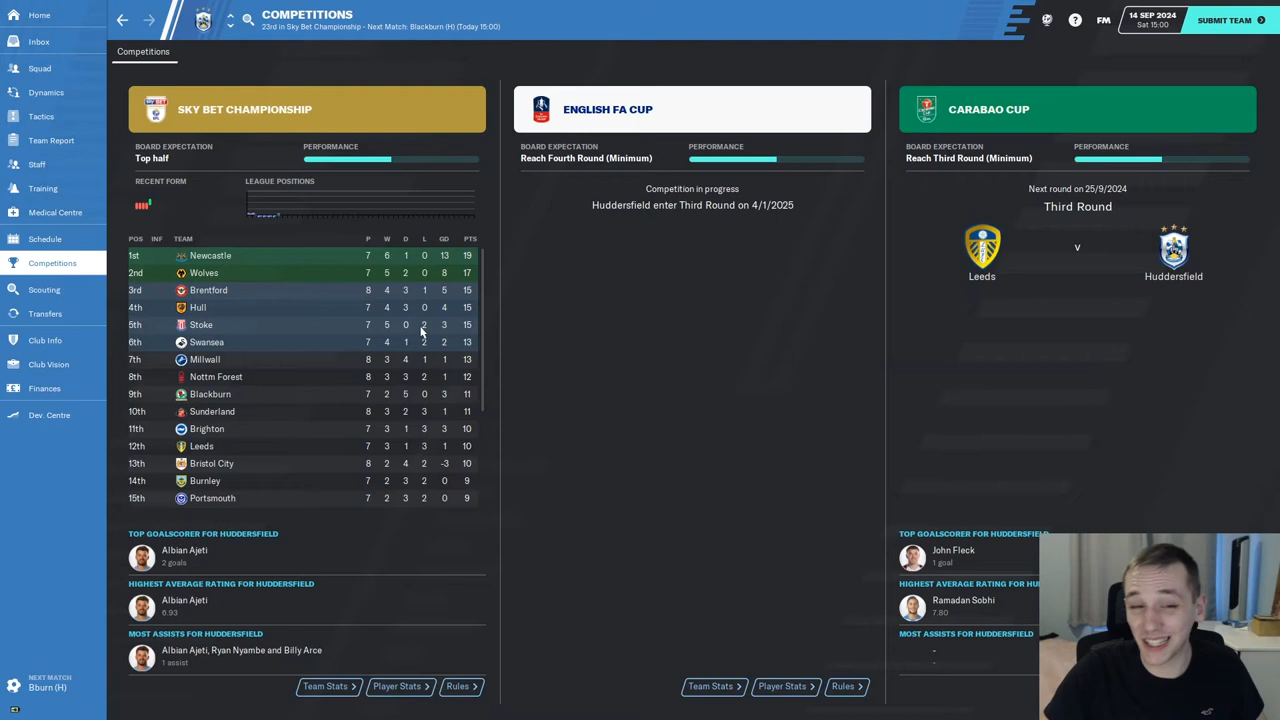 Home
COMPETITIONS
23rd in Sky Bet Championship - Next Match: Blackburn (H) (Today 15:00)
FM
14 SEP 2024
Sat 15:00
SUBMIT TEAM
Inbox
Squad
Dynamics
Tactics
Team Report
Staff
Training
Medical Centre
Schedule
Competitions
Scouting
Transfers
Club Info
Club Vision
Finances
Dev. Centre
NEXT MATCH
Bburn (H)
Competitions
SKY BET CHAMPIONSHIP
BOARD EXPECTATION PERFORMANCE
Top half
RECENT FORM LEAGUE POSITIONS
POS INF TEAM P W D L GD PTS
1st Newcastle 7 6 1 0 13 19
2nd Wolves 7 5 2 0 8 17
3rd Brentford 8 4 3 1 5 15
4th Hull 7 4 3 0 4 15
5th Stoke 7 5 0 2 3 15
6th Swansea 7 4 1 2 2 13
7th Millwall 8 3 4 1 1 13
8th Nottm Forest 8 3 3 2 1 12
9th Blackburn 7 2 5 0 3 11
10th Sunderland 8 3 2 3 1 11
11th Brighton 7 3 1 3 3 10
12th Leeds 7 3 1 3 1 10
13th Bristol City 8 2 4 2 -3 10
14th Burnley 7 2 3 2 0 9
15th Portsmouth 7 2 3 2 0 9
TOP GOALSCORER FOR HUDDERSFIELD
Albian Ajeti
2 goals
HIGHEST AVERAGE RATING FOR HUDDERSFIELD
Albian Ajeti
6.93
MOST ASSISTS FOR HUDDERSFIELD
Albian Ajeti, Ryan Nyambe and Billy Arce
1 assist
Team Stats Player Stats Rules
ENGLISH FA CUP
BOARD EXPECTATION PERFORMANCE
Reach Fourth Round (Minimum)
Competition in progress
Huddersfield enter Third Round on 4/1/2025
Team Stats Player Stats Rules
CARABAO CUP
BOARD EXPECTATION PERFORMANCE
Reach Third Round (Minimum)
Next round on 25/9/2024
Third Round
v
Leeds Huddersfield
TOP GOALSCORER FOR HUDDERSFIELD
John Fleck
1 goal
HIGHEST AVERAGE RATING FOR HU
Ramadan Sobhi
7.80
MOST ASSISTS FOR HUDDERSFIELD
-
-